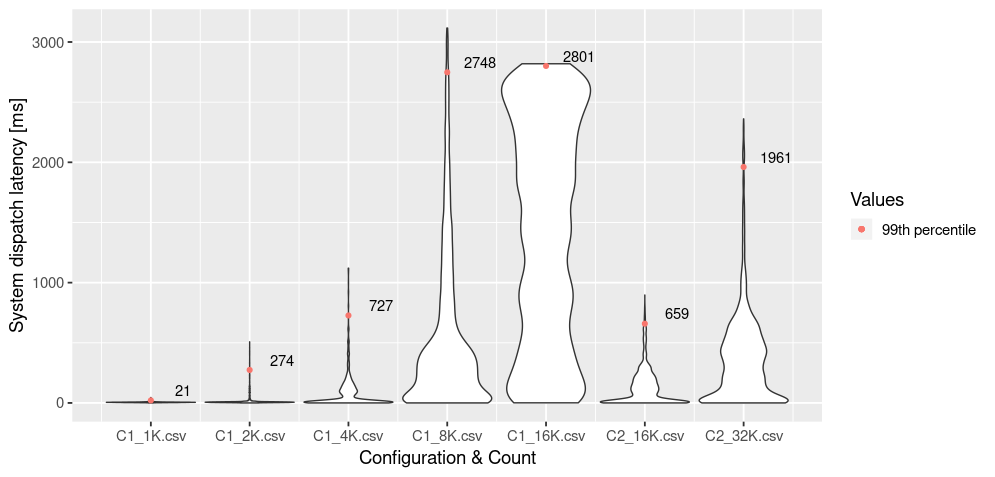 System dispatch latency [ms]
3000
2000
1000
0
21
274
727
2748
2801
659
1961
C1_1K.csv
C1_2K.csv
C1_4K.csv
C1_8K.csv
C1_16K.csv
C2_16K.csv
C2_32K.csv
Configuration & Count
Values
99th percentile